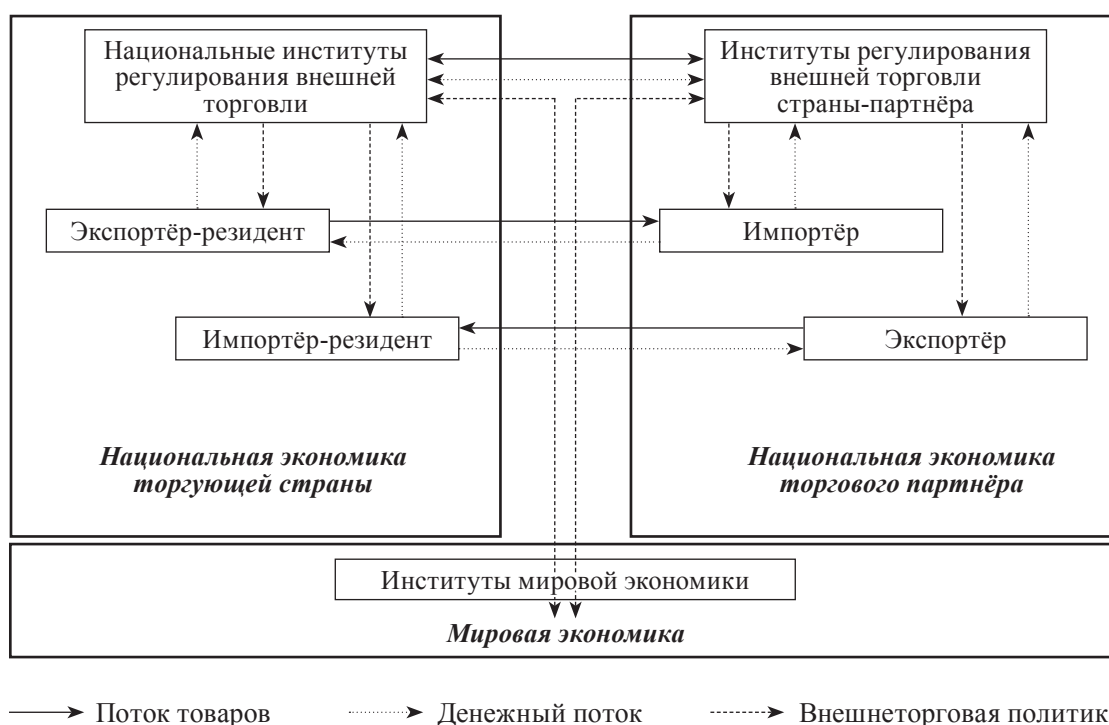 Национальные институты
регулирования внешней
торговли
Институты регулирования
внешней торговли
страны-партнёра
Экспортёр-резидент
Импортёр
Импортёр-резидент
Экспортёр
Национальная экономика
торгующей страны
Национальная экономика
торгового партнёра
Институты мировой экономики
Мировая экономика
Поток товаров
Денежный поток
Внешнеторговая политик